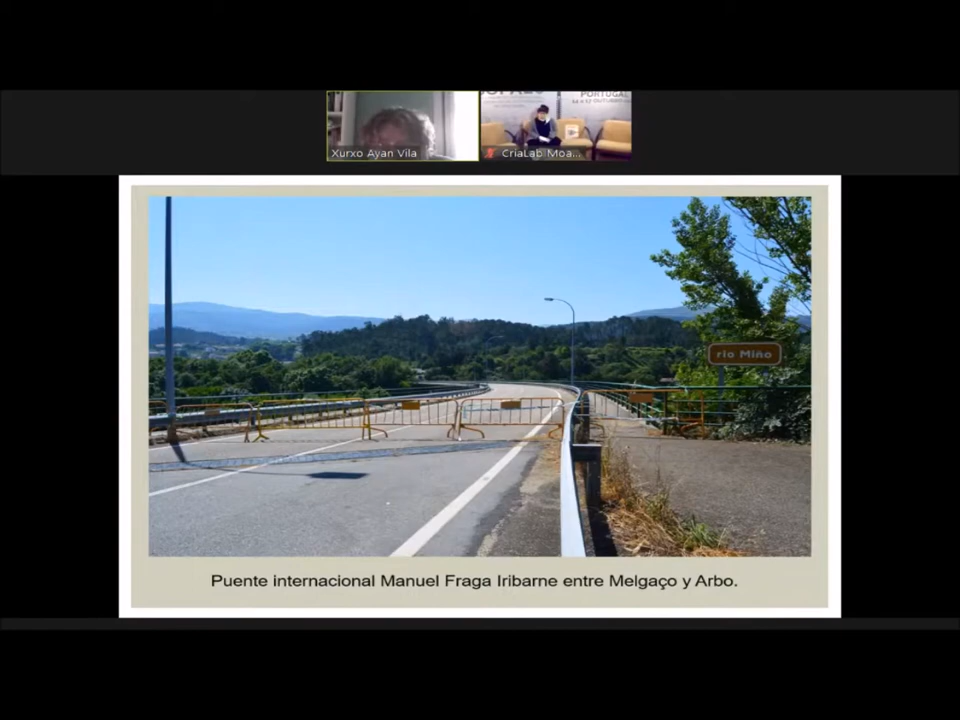 PORTUGAL
Xurxo Ayan Vila
CriaLab Moa...
rio Miño
Puente internacional Manuel Fraga Iribarne entre Melgaço y Arbo.